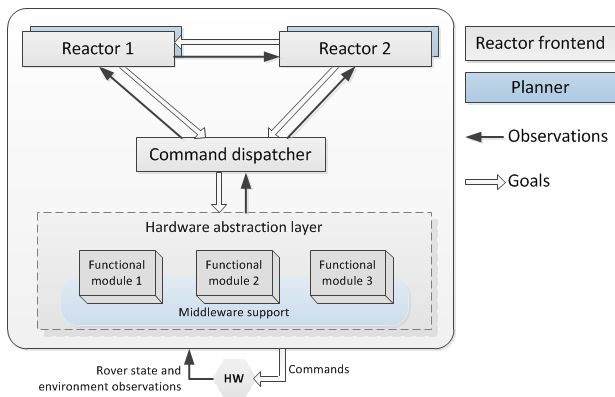 Reactor 1
Reactor 2
Reactor frontend
Planner
Observations
Goals
Command dispatcher
Hardware abstraction layer
Functional
module 1
Functional
module 2
Functional
module 3
Middleware support
Rover state and
environment observations
HW
Commands